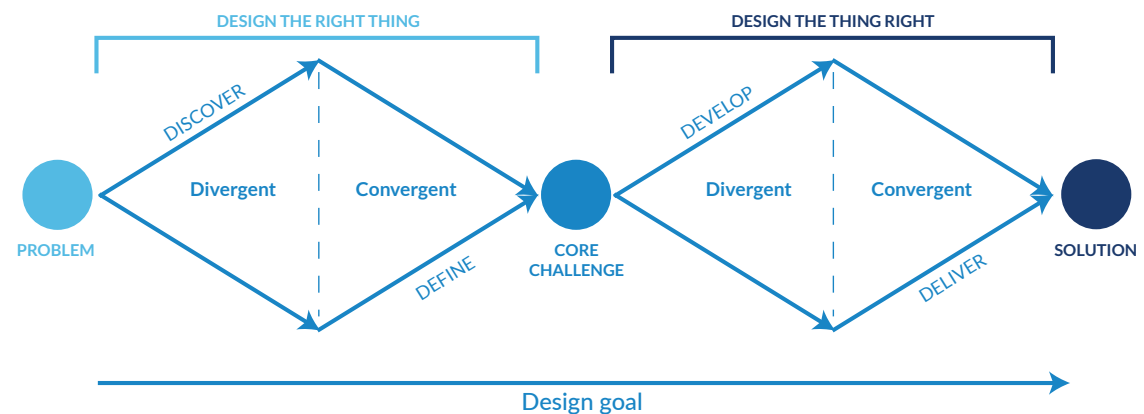 DESIGN THE RIGHT THING
DESIGN THE THING RIGHT
DISCOVER
DEVELOP
Divergent
Convergent
Divergent
Convergent
PROBLEM
CORE
CHALLENGE
SOLUTION
DEFINE
DELIVER
Design goal